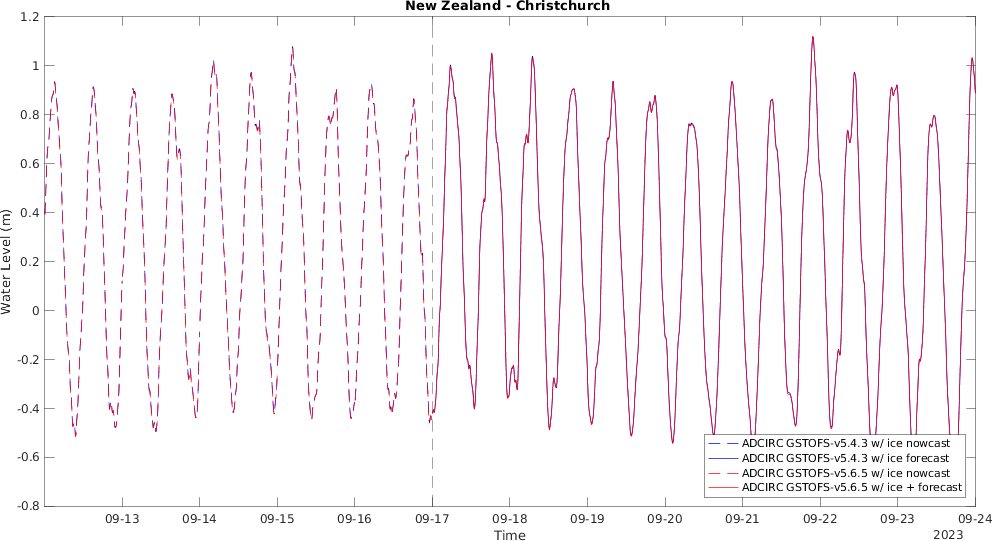 New Zealand - Christchurch
1.2
1
0.8
0.6
0.4
0.2
0
-0.2
-0.4
-0.6
-0.8
Water Level (m)
ADCIRC GSTOFS-v5.4.3 w/ ice nowcast
ADCIRC GSTOFS-v5.4.3 w/ ice forecast
ADCIRC GSTOFS-v5.6.5 w/ ice nowcast
ADCIRC GSTOFS-v5.6.5 w/ ice + forecast
09-13 09-14 09-15 09-16 09-17 09-18 09-19 09-20 09-21 09-22 09-23 09-24
Time
2023